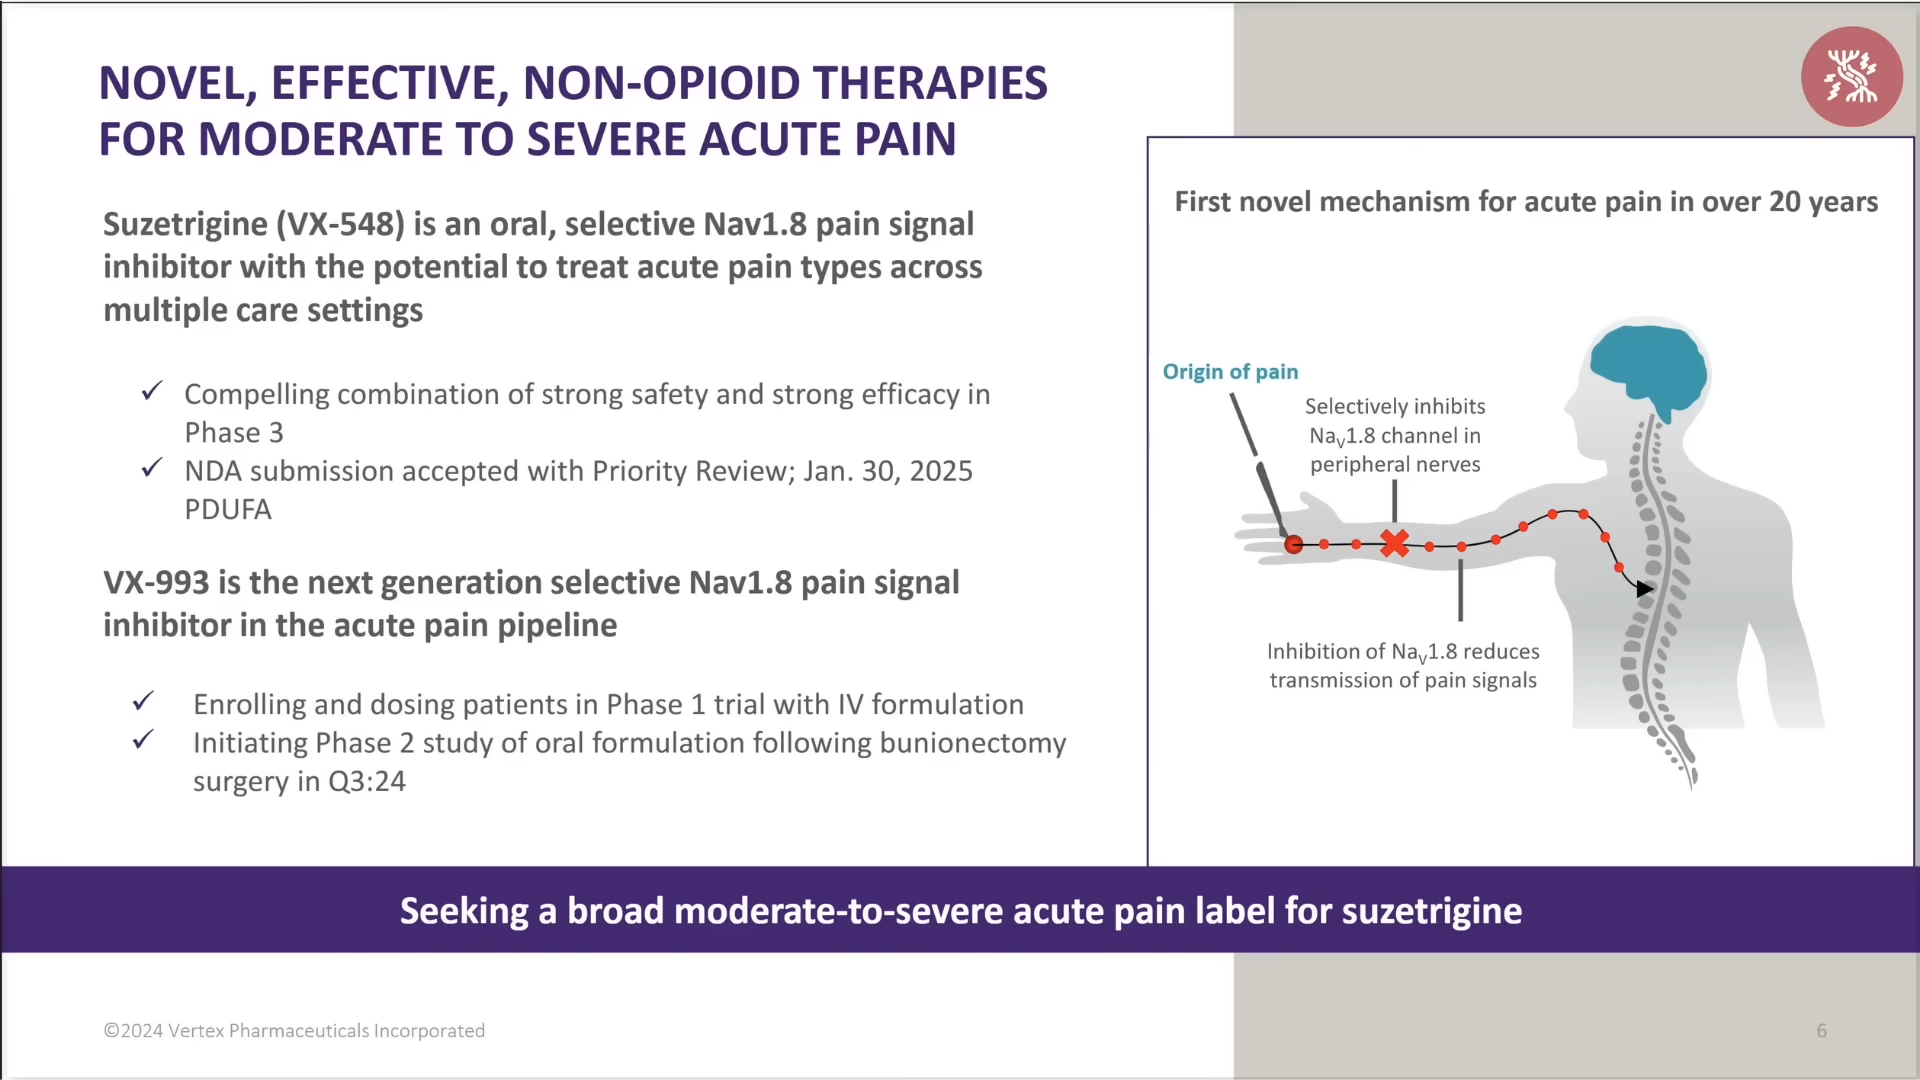 NOVEL, EFFECTIVE, NON-OPIOID THERAPIES
FOR MODERATE TO SEVERE ACUTE PAIN
Suzetrigine (VX-548) is an oral, selective Nav1.8 pain signal
inhibitor with the potential to treat acute pain types across
multiple care settings
✓ Compelling combination of strong safety and strong efficacy in
Phase 3
✓ NDA submission accepted with Priority Review; Jan. 30, 2025
PDUFA
VX-993 is the next generation selective Nav1.8 pain signal
inhibitor in the acute pain pipeline
✓ Enrolling and dosing patients in Phase 1 trial with IV formulation
✓ Initiating Phase 2 study of oral formulation following bunionectomy
surgery in Q3:24
First novel mechanism for acute pain in over 20 years
Origin of pain
Selectively inhibits
Nav1.8 channel in
peripheral nerves
Inhibition of Nav1.8 reduces
transmission of pain signals
Seeking a broad moderate-to-severe acute pain label for suzetrigine
©2024 Vertex Pharmaceuticals Incorporated
6